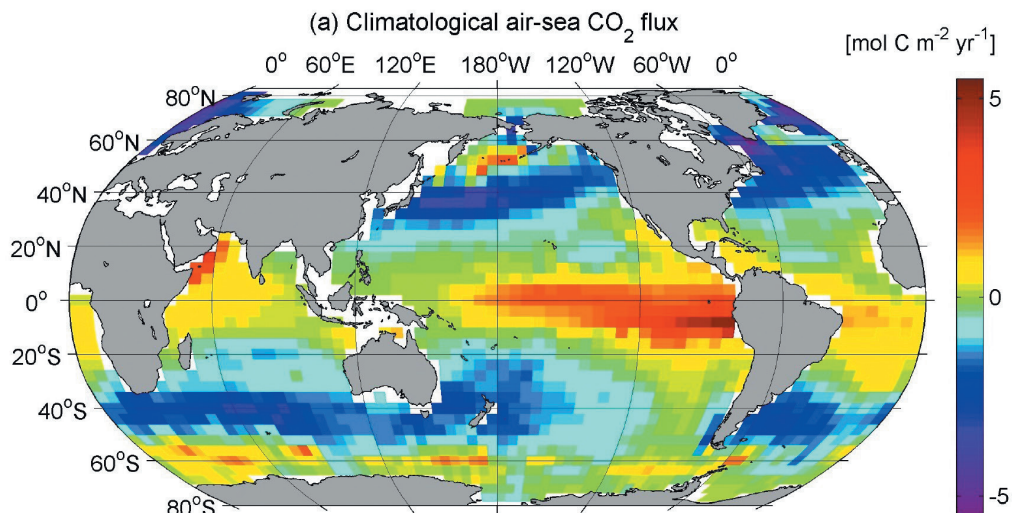 (a) Climatological air-sea CO₂ flux
[mol C m⁻² yr⁻¹]
0° 60°E 120°E 180°W 120°W 60°W 0°
80°N
60°N
40°N
20°N
0°
20°S
40°S
60°S
80°S
5
0
-5